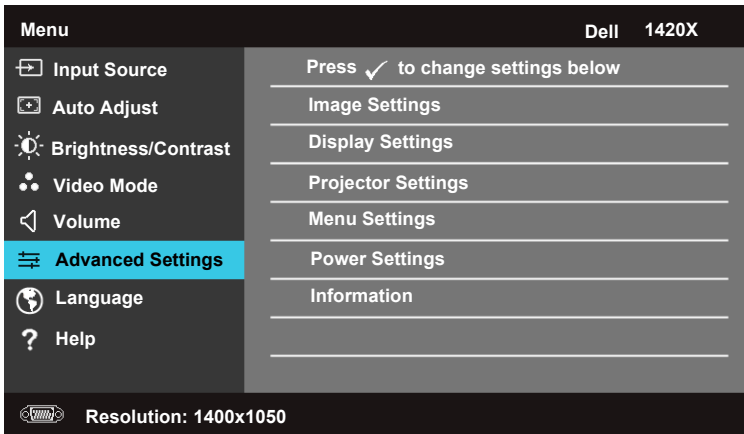 Menu
Dell 1420X
Input Source
Auto Adjust
Brightness/Contrast
Video Mode
Volume
Advanced Settings
Language
? Help
Press ✓ to change settings below
Image Settings
Display Settings
Projector Settings
Menu Settings
Power Settings
Information
Resolution: 1400x1050